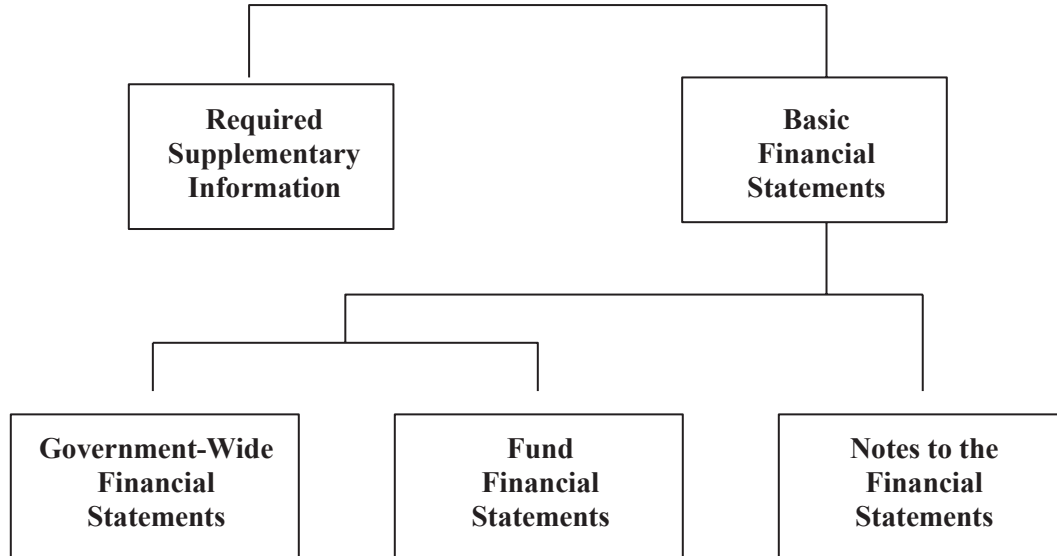 Required
Supplementary
Information
Basic
Financial
Statements
Government-Wide
Financial
Statements
Fund
Financial
Statements
Notes to the
Financial
Statements